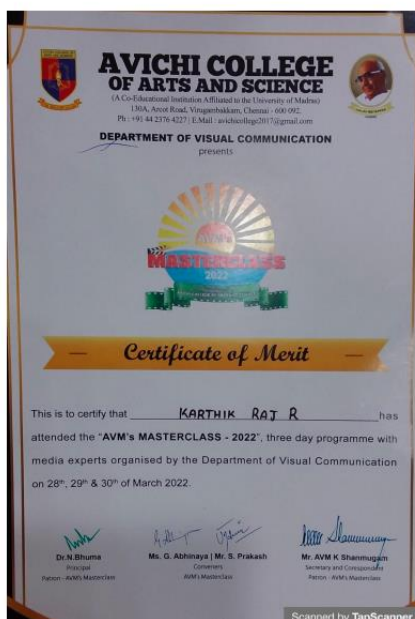 AVICHI COLLEGE
OF ARTS AND SCIENCE
(A Co-Educational Institution Affiliated to the University of Madras)
130A, Arcot Road, Virugambakkam, Chennai - 600 092.
Ph : +91 44 2376 4227 | E.Mail : avichicollege2017@gmail.com
DEPARTMENT OF VISUAL COMMUNICATION
presents
AVM's
MASTERCLASS
2022
Certificate of Merit
This is to certify that KARTHIK RAJ R has
attended the "AVM's MASTERCLASS - 2022", three day programme with
media experts organised by the Department of Visual Communication
on 28th, 29th & 30th of March 2022.
Dr.N.Bhuma
Principal
Patron - AVM's Masterclass
Ms. G. Abhinaya | Mr. S. Prakash
Conveners
AVM's Masterclass
Mr. AVM K Shanmugam
Secretary and Correspondent
Patron - AVM's Masterclass
Scanned by TapScanner